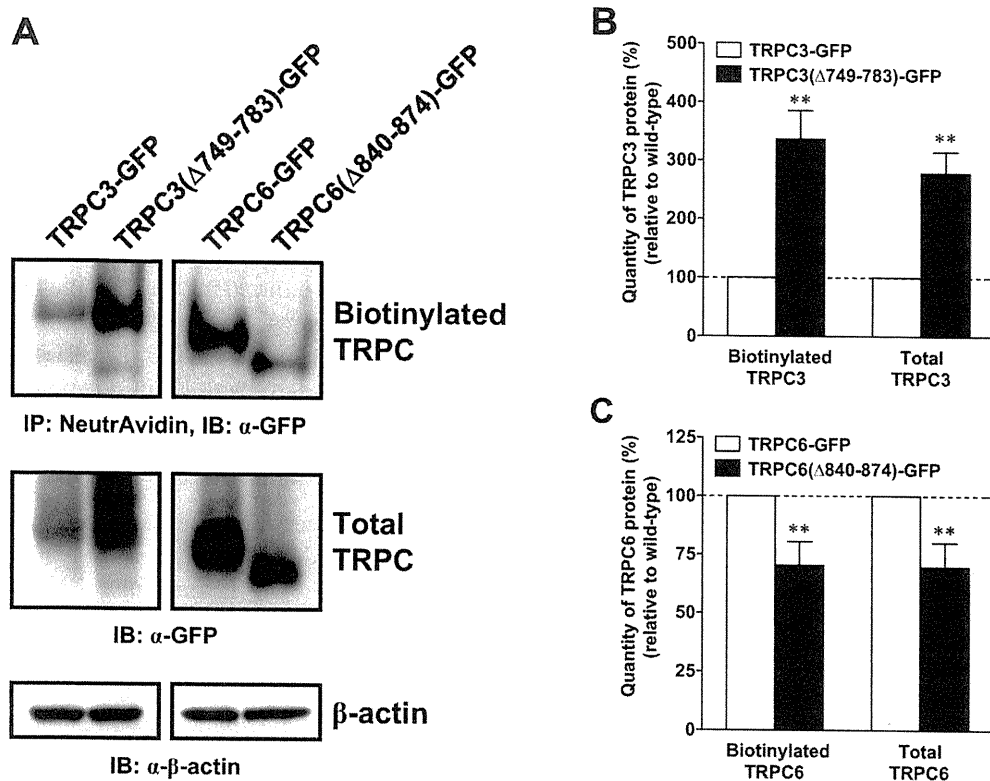 A
TRPC3-GFP
TRPC3(Δ749-783)-GFP
TRPC6-GFP
TRPC6(Δ840-874)-GFP
Biotinylated
TRPC
IP: NeutrAvidin, IB: α-GFP
Total
TRPC
IB: α-GFP
β-actin
IB: α-β-actin
B
Quantity of TRPC3 protein (%)
(relative to wild-type)
500
400
300
200
100
0
TRPC3-GFP
TRPC3(Δ749-783)-GFP
**
**
Biotinylated
TRPC3
Total
TRPC3
C
Quantity of TRPC6 protein (%)
(relative to wild-type)
125
100
75
50
25
0
TRPC6-GFP
TRPC6(Δ840-874)-GFP
**
**
Biotinylated
TRPC6
Total
TRPC6